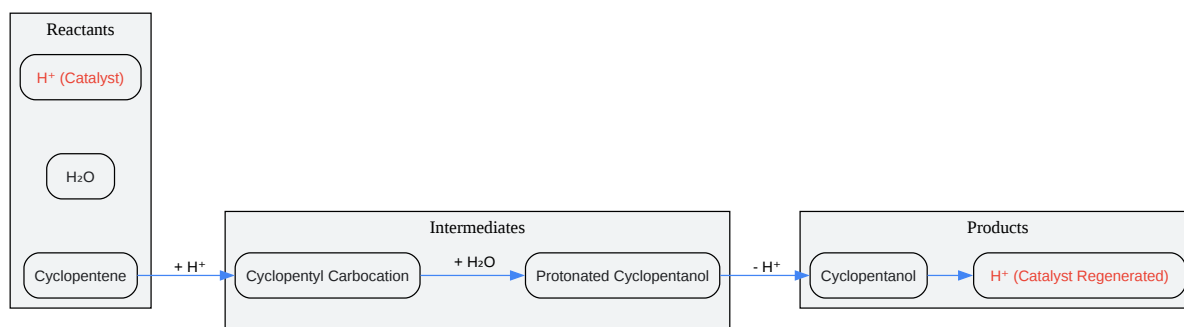 Reactants
H⁺ (Catalyst)
H₂O
Cyclopentene
+ H⁺
Intermediates
Cyclopentyl Carbocation
+ H₂O
Protonated Cyclopentanol
- H⁺
Products
Cyclopentanol
H⁺ (Catalyst Regenerated)